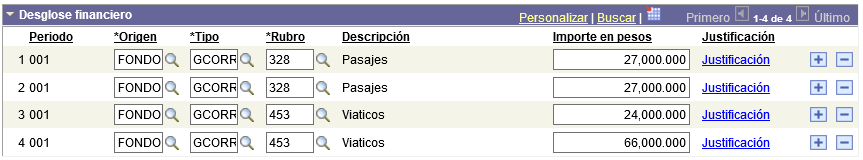 Desglose financiero
Personalizar | Buscar | Primero 1-4 de 4 Último
Periodo *Origen *Tipo *Rubro Descripción Importe en pesos Justificación
1 001 FONDO GCORR 328 Pasajes 27,000.000 Justificación
2 001 FONDO GCORR 328 Pasajes 27,000.000 Justificación
3 001 FONDO GCORR 453 Viaticos 24,000.000 Justificación
4 001 FONDO GCORR 453 Viaticos 66,000.000 Justificación